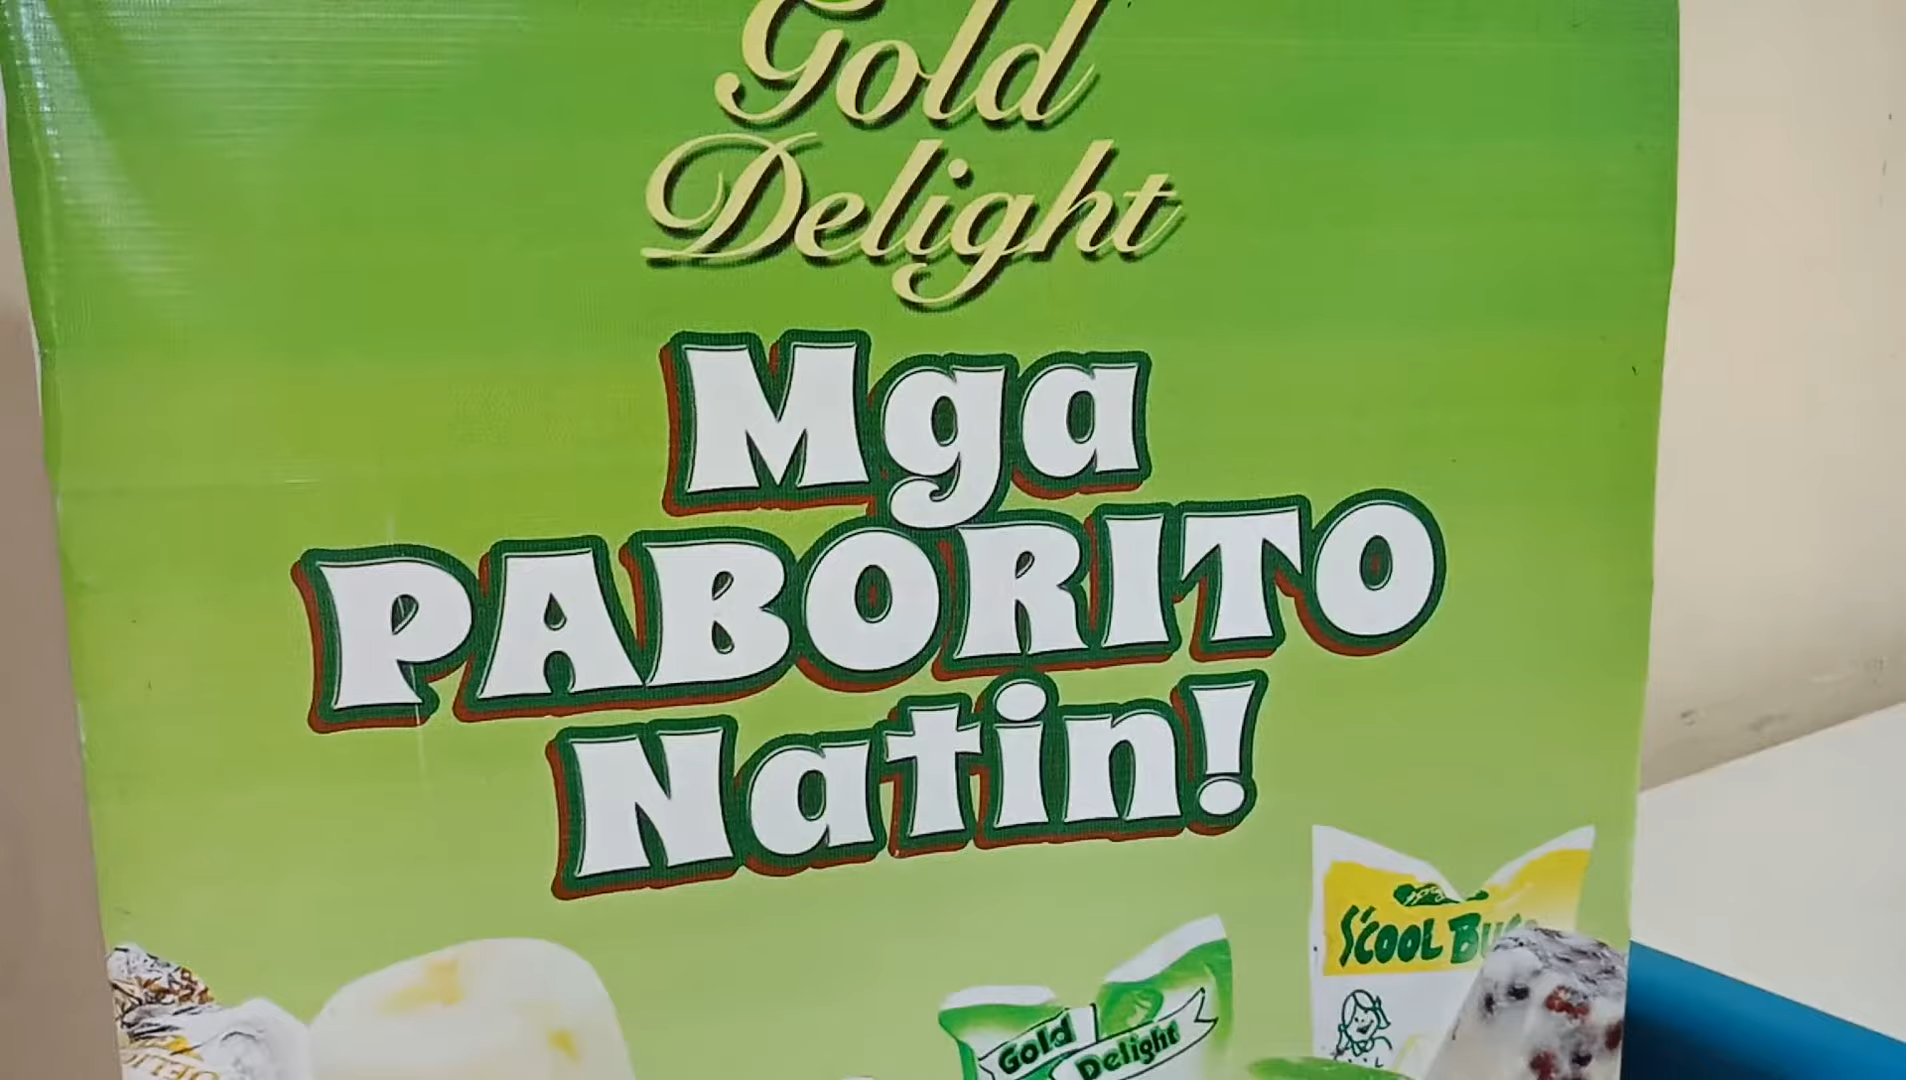 Gold
Delight
Mga
PABORITO
Natin!
S'COOL
Gold
Delight